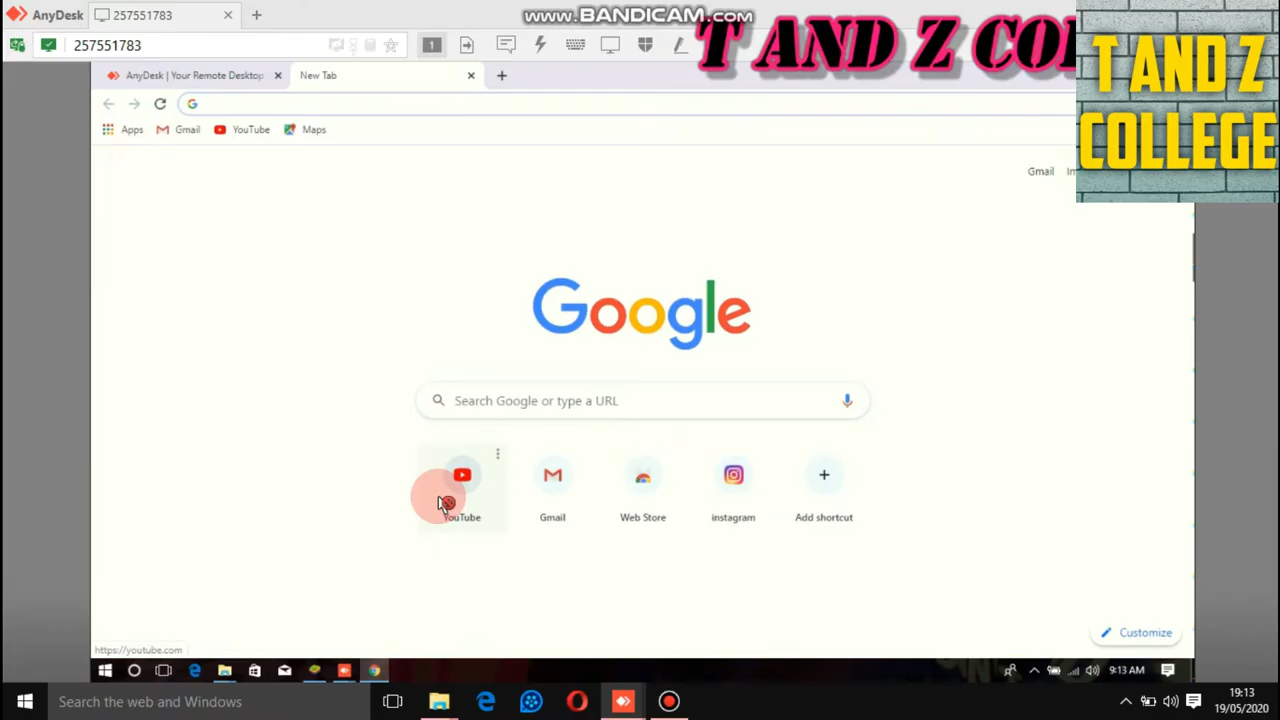 AnyDesk 257551783
WWW.BANDICAM.COM
257551783
1
T AND Z CO
T AND Z
COLLEGE
AnyDesk | Your Remote Desktop
New Tab
Apps Gmail YouTube Maps
Gmail
Google
Search Google or type a URL
YouTube Gmail Web Store instagram Add shortcut
Customize
https://youtube.com
9:13 AM
Search the web and Windows
19:13
19/05/2020